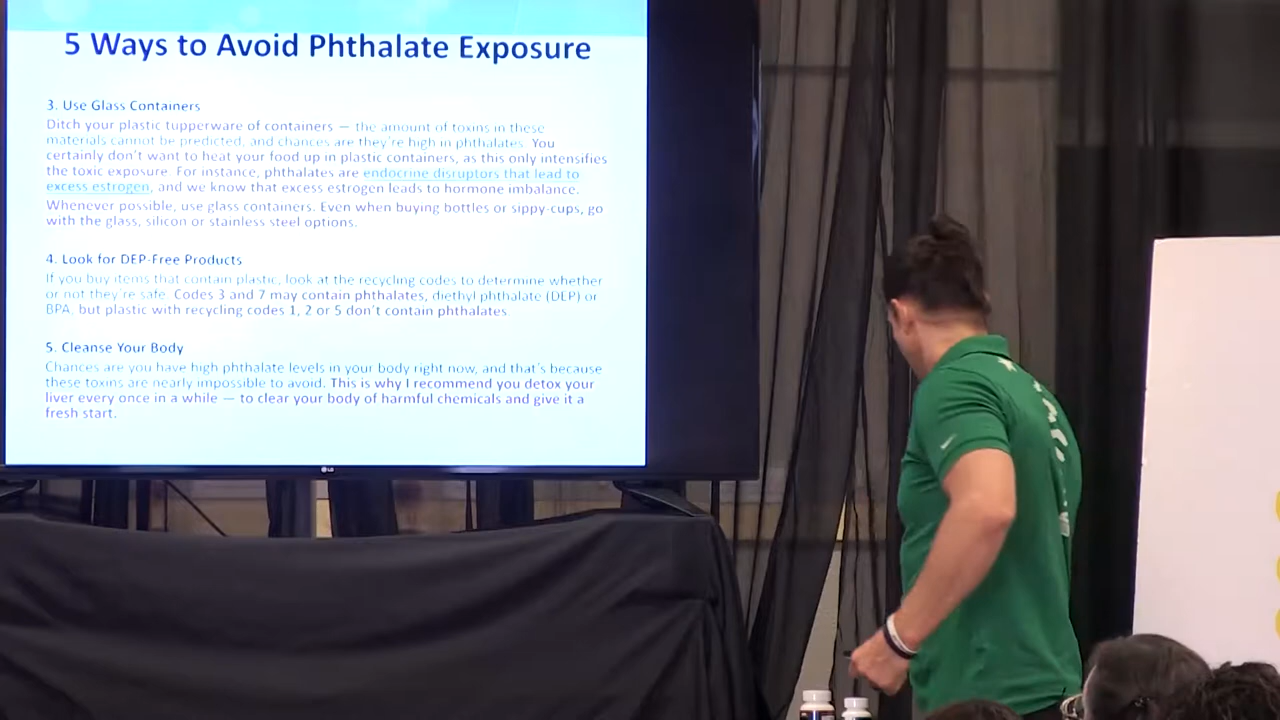 5 Ways to Avoid Phthalate Exposure
3. Use Glass Containers
Ditch your plastic tupperware of containers — the amount of toxins in these
materials cannot be predicted, and chances are they're high in phthalates. You
certainly don't want to heat your food up in plastic containers, as this only intensifies
the toxic exposure. For instance, phthalates are endocrine disruptors that lead to
excess estrogen, and we know that excess estrogen leads to hormone imbalance.
Whenever possible, use glass containers. Even when buying bottles or sippy-cups, go
with the glass, silicon or stainless steel options.
4. Look for DEP-Free Products
If you buy items that contain plastic, look at the recycling codes to determine whether
or not they're safe. Codes 3 and 7 may contain phthalates, diethyl phthalate (DEP) or
BPA, but plastic with recycling codes 1, 2 or 5 don't contain phthalates.
5. Cleanse Your Body
Chances are you have high phthalate levels in your body right now, and that's because
these toxins are nearly impossible to avoid. This is why I recommend you detox your
liver every once in a while — to clear your body of harmful chemicals and give it a
fresh start.
LG